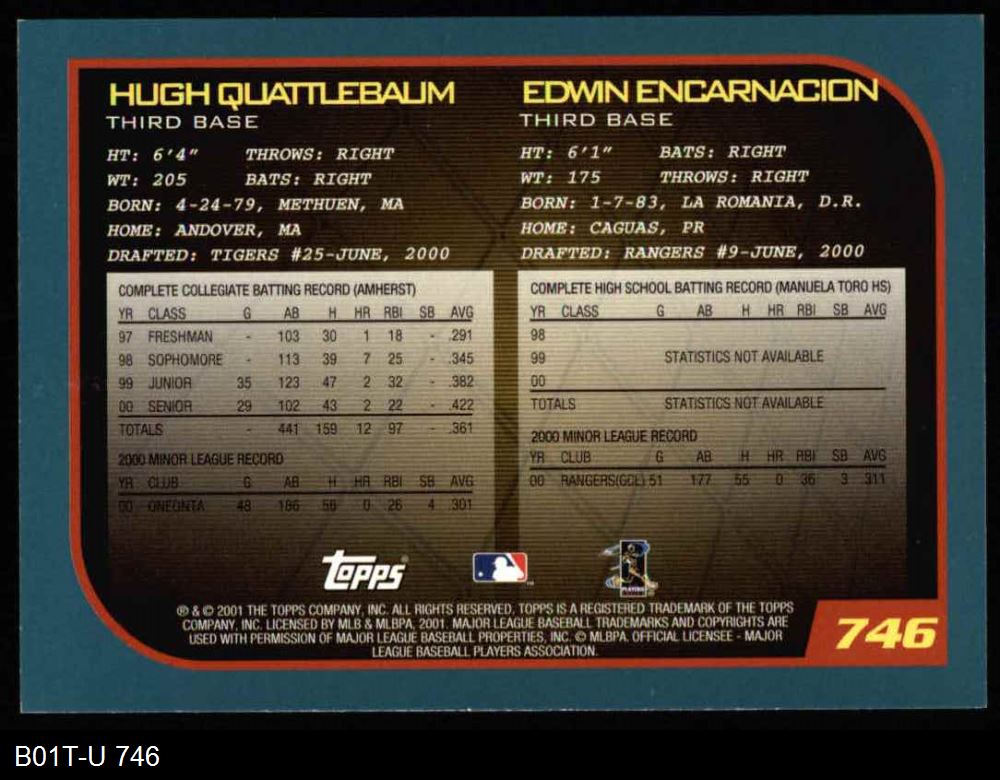 HUGH QUATTLEBAUM
THIRD BASE
HT: 6'4" THROWS: RIGHT
WT: 205 BATS: RIGHT
BORN: 4-24-79, METHUEN, MA
HOME: ANDOVER, MA
DRAFTED: TIGERS #25-JUNE, 2000
COMPLETE COLLEGIATE BATTING RECORD (AMHERST)
YR CLASS G AB H HR RBI SB AVG
97 FRESHMAN - 103 30 1 18 - .291
98 SOPHOMORE - 113 39 7 25 - .345
99 JUNIOR 35 123 47 2 32 - .382
00 SENIOR 29 102 43 2 22 - .422
TOTALS - 441 159 12 97 - .361
2000 MINOR LEAGUE RECORD
YR CLUB G AB H HR RBI SB AVG
00 ONEONTA 48 186 56 0 26 4 .301
EDWIN ENCARNACION
THIRD BASE
HT: 6'1" BATS: RIGHT
WT: 175 THROWS: RIGHT
BORN: 1-7-83, LA ROMANIA, D.R.
HOME: CAGUAS, PR
DRAFTED: RANGERS #9-JUNE, 2000
COMPLETE HIGH SCHOOL BATTING RECORD (MANUELA TORO HS)
YR CLASS G AB H HR RBI SB AVG
98
99 STATISTICS NOT AVAILABLE
00
TOTALS STATISTICS NOT AVAILABLE
2000 MINOR LEAGUE RECORD
YR CLUB G AB H HR RBI SB AVG
00 RANGERS(GCL) 51 177 55 0 36 3 .311
TOPPS
PLAYERS
® & © 2001 THE TOPPS COMPANY, INC. ALL RIGHTS RESERVED. TOPPS IS A REGISTERED TRADEMARK OF THE TOPPS
COMPANY, INC. LICENSED BY MLB & MLBPA, 2001. MAJOR LEAGUE BASEBALL TRADEMARKS AND COPYRIGHTS ARE
USED WITH PERMISSION OF MAJOR LEAGUE BASEBALL PROPERTIES, INC. © MLBPA. OFFICIAL LICENSEE - MAJOR
LEAGUE BASEBALL PLAYERS ASSOCIATION.
746
B01T-U 746